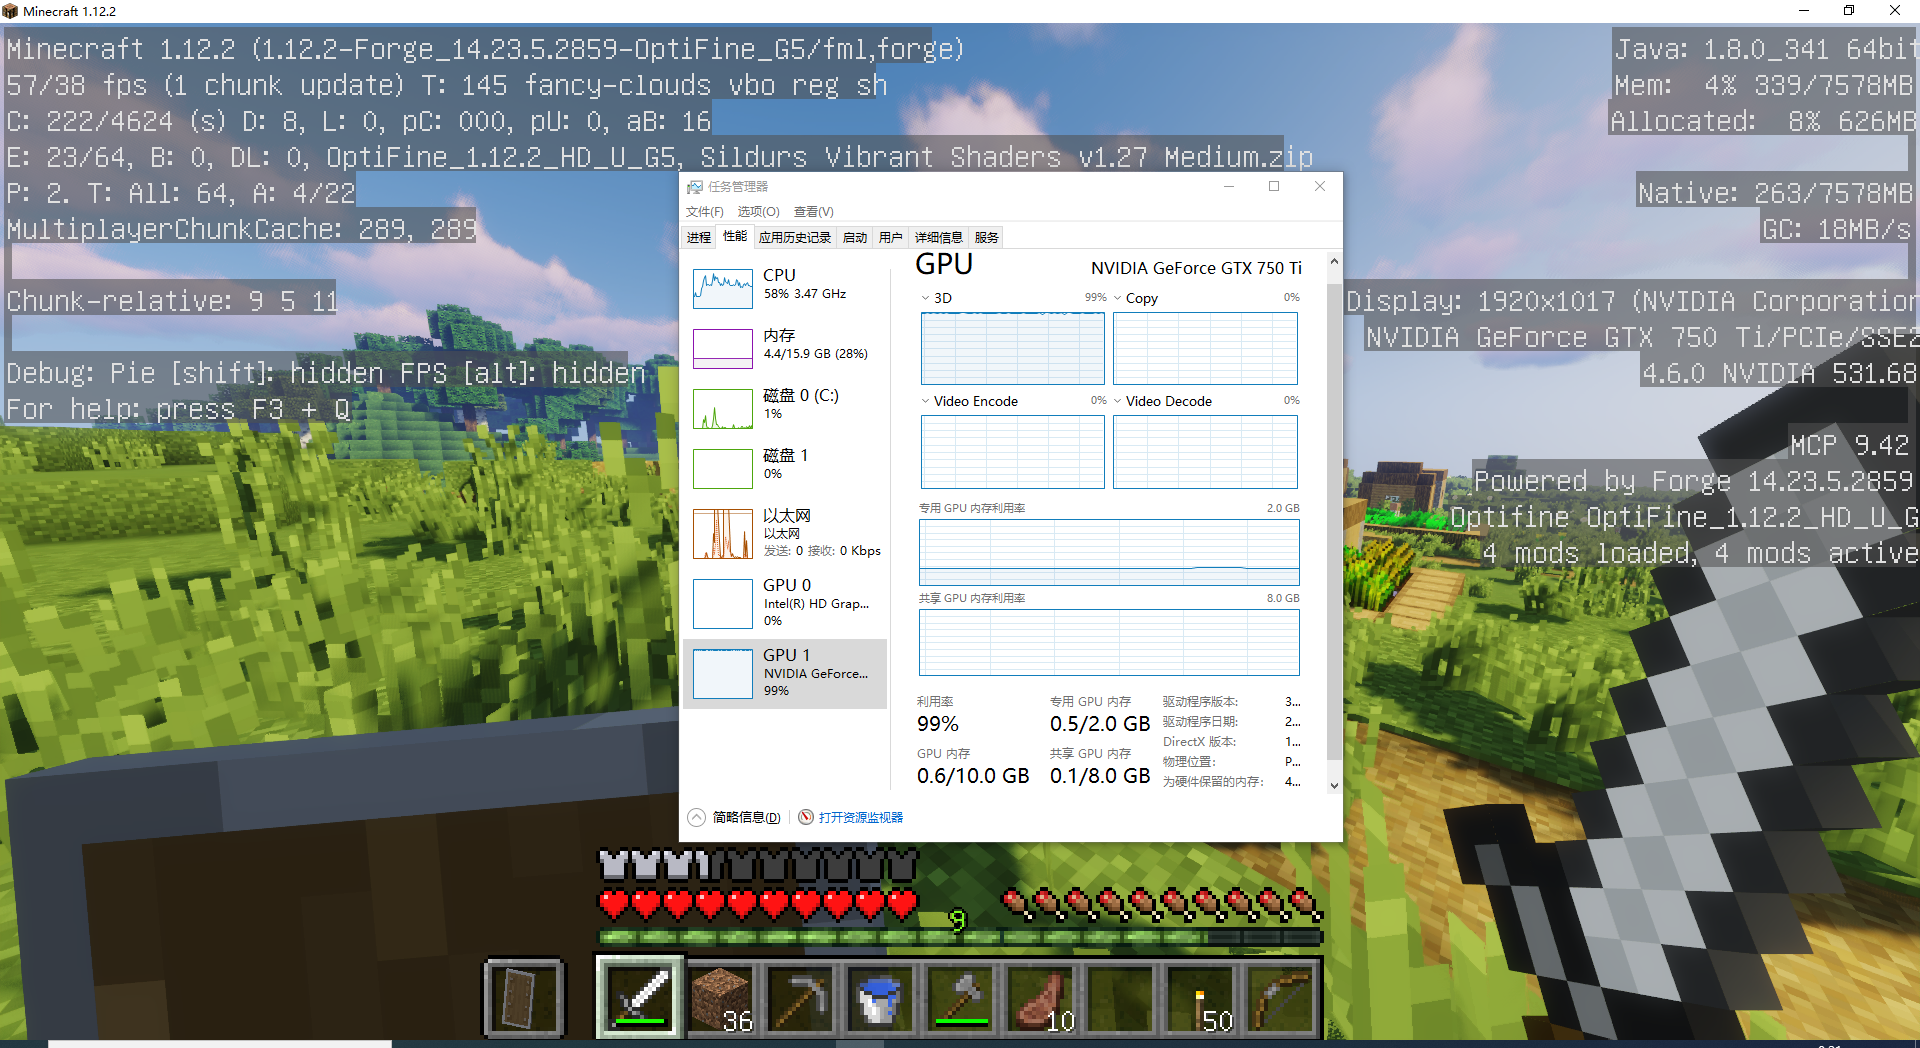 Minecraft 1.12.2
Minecraft 1.12.2 (1.12.2-Forge_14.23.5.2859-OptiFine_G5/fml,forge)
57/38 fps (1 chunk update) T: 145 fancy-clouds vbo reg sh
C: 222/4624 (s) D: 8, L: 0, pC: 000, pU: 0, aB: 16
E: 23/64, B: 0, DL: 0, OptiFine_1.12.2_HD_U_G5, Sildurs Vibrant Shaders v1.27 Medium.zip
P: 2. T: All: 64, A: 4/22
MultiplayerChunkCache: 289, 289
Chunk-relative: 9 5 11
Debug: Pie [shift]: hidden FPS [alt]: hidden
For help: press F3 + Q
Java: 1.8.0_341 64bit
Mem: 4% 339/7578MB
Allocated: 8% 626MB
Native: 263/7578MB
GC: 18MB/s
Display: 1920x1017 (NVIDIA Corporation
NVIDIA GeForce GTX 750 Ti/PCIe/SSE2
4.6.0 NVIDIA 531.68
MCP 9.42
Powered by Forge 14.23.5.2859
Optifine OptiFine_1.12.2_HD_U_G
4 mods loaded, 4 mods active
任务管理器
文件(F) 选项(O) 查看(V)
进程 性能 应用历史记录 启动 用户 详细信息 服务
CPU
58% 3.47 GHz
内存
4.4/15.9 GB (28%)
磁盘 0 (C:)
1%
磁盘 1
0%
以太网
以太网
发送: 0 接收: 0 Kbps
GPU 0
Intel(R) HD Grap...
0%
GPU 1
NVIDIA GeForce...
99%
GPU NVIDIA GeForce GTX 750 Ti
3D 99% Copy 0%
Video Encode 0% Video Decode 0%
专用 GPU 内存利用率 2.0 GB
共享 GPU 内存利用率 8.0 GB
利用率
99%
专用 GPU 内存
0.5/2.0 GB
GPU 内存
0.6/10.0 GB
共享 GPU 内存
0.1/8.0 GB
驱动程序版本: 3...
驱动程序日期: 2...
DirectX 版本: 1...
物理位置: P...
为硬件保留的内存: 4...
简略信息(D) 打开资源监视器
9
36 10 50